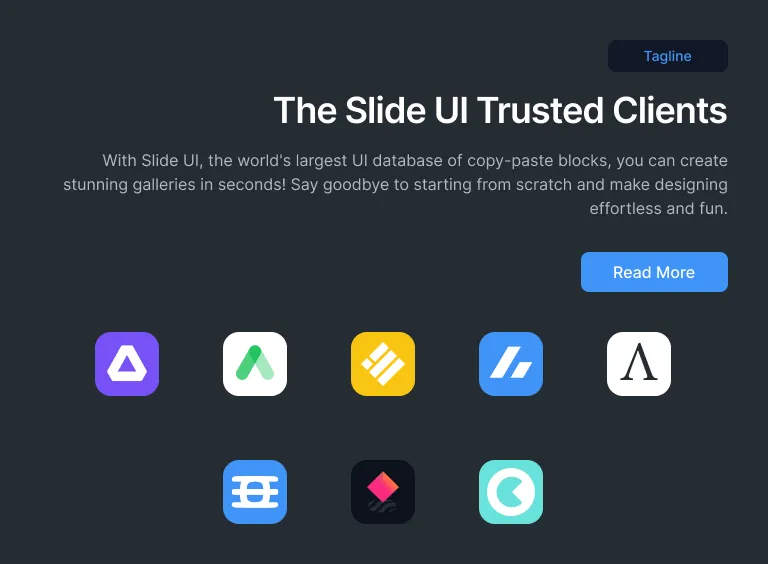 Tagline
The Slide UI Trusted Clients
With Slide UI, the world's largest UI database of copy-paste blocks, you can create
stunning galleries in seconds! Say goodbye to starting from scratch and make designing
effortless and fun.
Read More